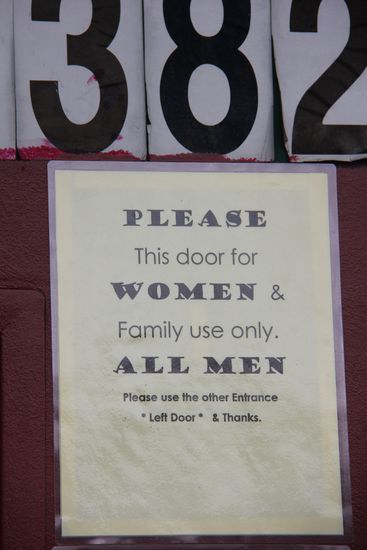 382
PLEASE
This door for
WOMEN &
Family use only.
ALL MEN
Please use the other Entrance
* Left Door * & Thanks.